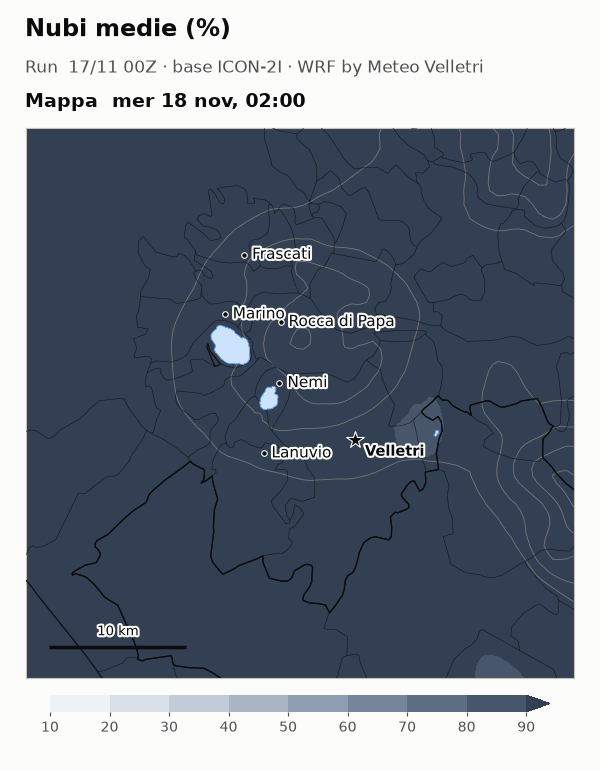 Nubi medie (%)
Run  17/11 00Z · base ICON-2I · WRF by Meteo Velletri
Mappa  mer 18 nov, 02:00
Frascati
Marino
Rocca di Papa
Nemi
Velletri
Lanuvio
10 km
10 20 30 40 50 60 70 80 90